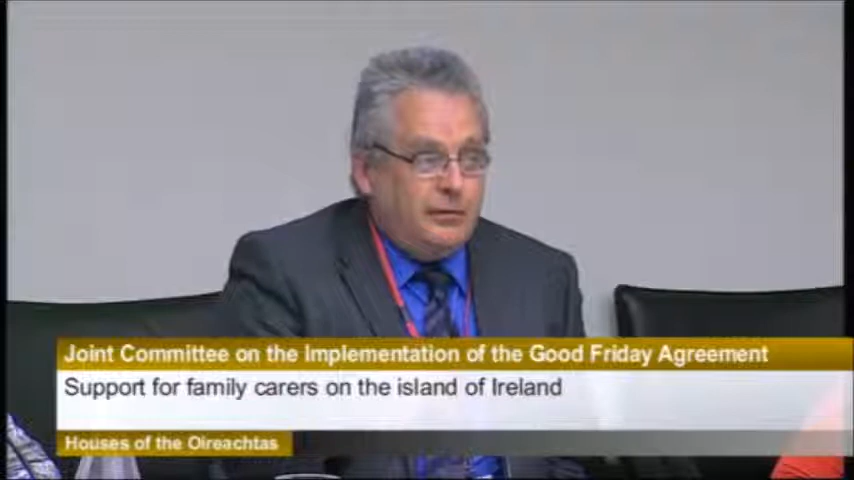 Joint Committee on the Implementation of the Good Friday Agreement
Support for family carers on the island of Ireland
Houses of the Oireachtas